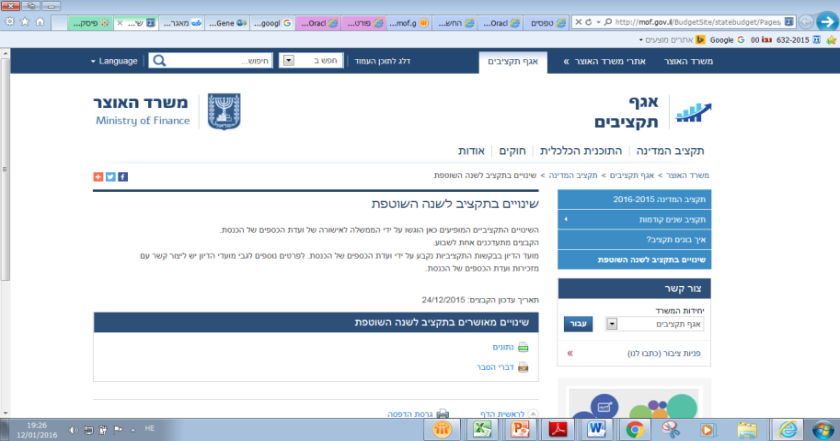 פיסק...
שי...
מאגר...
Gene...
googl...
Oracl...
פורט...
mof.g...
החש...
Oracl...
טפסים
http://mof.gov.il/BudgetSite/statebudget/Pages
אתרים מוצעים
Google
632-2015
משרד האוצר
אתרי משרד האוצר »
אגף תקציבים
דלג לתוכן העמוד
חפש ב
חיפוש...
Language
אגף
תקציבים
משרד האוצר
Ministry of Finance
תקציב המדינה | התוכנית הכלכלית | חוקים | אודות
משרד האוצר > אגף תקציבים > תקציב המדינה > שינויים בתקציב לשנה השוטפת
תקציב המדינה 2016-2015
תקציב שנים קודמות
איך בונים תקציב?
שינויים בתקציב לשנה השוטפת
צור קשר
יחידות המשרד
אגף תקציבים
עבור
פניות ציבור (כתבו לנו)
שינויים בתקציב לשנה השוטפת
השינויים התקציביים המופיעים כאן הוגשו על ידי הממשלה לאישורה של ועדת הכספים של הכנסת.
הקבצים מתעדכנים אחת לשבוע.
מועד הדיון בבקשות התקציביות נקבע על ידי ועדת הכספים של הכנסת. לפרטים נוספים לגבי מועדי הדיון יש ליצור קשר עם
מזכירות ועדת הכספים של הכנסת.
תאריך עדכון הקבצים: 24/12/2015
שינויים מאושרים בתקציב לשנה השוטפת
נתונים
דברי הסבר
לראשית הדף
גרסת הדפסה
HE
19:26
12/01/2016